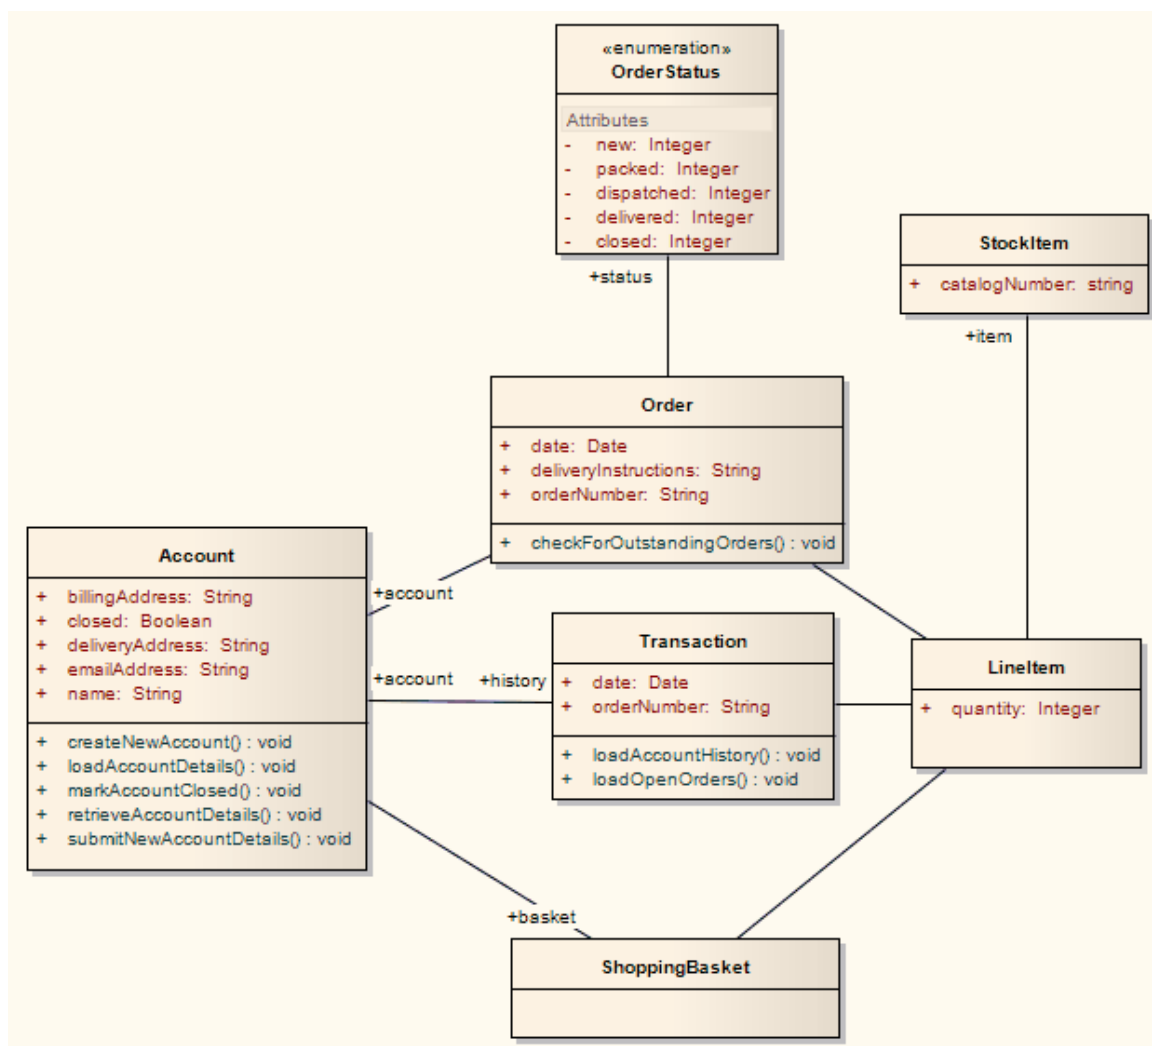 «enumeration»
OrderStatus
Attributes
- new: Integer
- packed: Integer
- dispatched: Integer
- delivered: Integer
- closed: Integer
+status
StockItem
+ catalogNumber: string
+item
Order
+ date: Date
+ deliveryInstructions: String
+ orderNumber: String
+ checkForOutstandingOrders() : void
Account
+ billingAddress: String
+ closed: Boolean
+ deliveryAddress: String
+ emailAddress: String
+ name: String
+ createNewAccount() : void
+ loadAccountDetails() : void
+ markAccountClosed() : void
+ retrieveAccountDetails() : void
+ submitNewAccountDetails() : void
+account
+account
+history
Transaction
+ date: Date
+ orderNumber: String
+ loadAccountHistory() : void
+ loadOpenOrders() : void
LineItem
+ quantity: Integer
+basket
ShoppingBasket